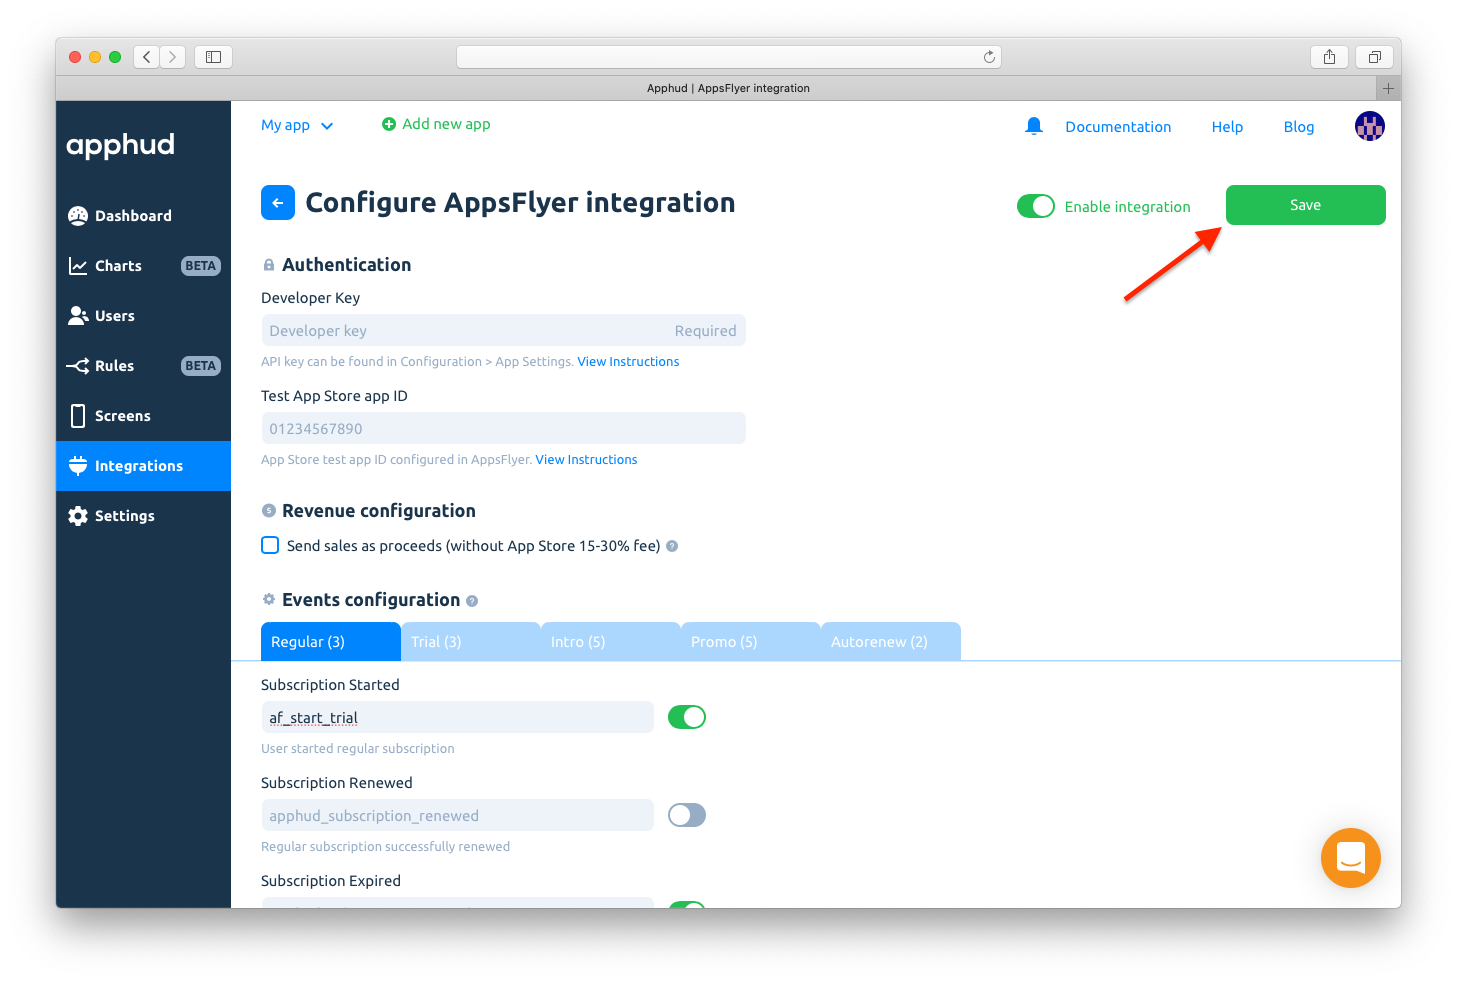 Apphud | AppsFlyer integration
apphud
My app
Add new app
Documentation
Help
Blog
Dashboard
Charts BETA
Users
Rules BETA
Screens
Integrations
Settings
Configure AppsFlyer integration
Enable integration
Save
Authentication
Developer Key
Developer key Required
API key can be found in Configuration > App Settings. View Instructions
Test App Store app ID
01234567890
App Store test app ID configured in AppsFlyer. View Instructions
Revenue configuration
Send sales as proceeds (without App Store 15-30% fee) ?
Events configuration ?
Regular (3) Trial (3) Intro (5) Promo (5) Autorenew (2)
Subscription Started
af_start_trial
User started regular subscription
Subscription Renewed
apphud_subscription_renewed
Regular subscription successfully renewed
Subscription Expired